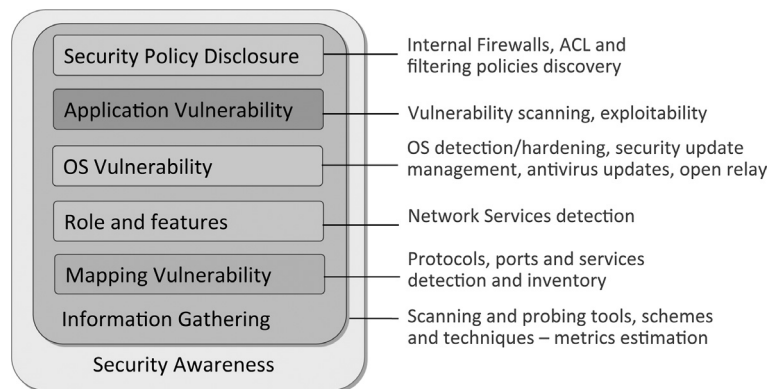 Security Policy Disclosure
Internal Firewalls, ACL and
filtering policies discovery
Application Vulnerability
Vulnerability scanning, exploitability
OS Vulnerability
OS detection/hardening, security update
management, antivirus updates, open relay
Role and features
Network Services detection
Mapping Vulnerability
Protocols, ports and services
detection and inventory
Information Gathering
Scanning and probing tools, schemes
and techniques – metrics estimation
Security Awareness